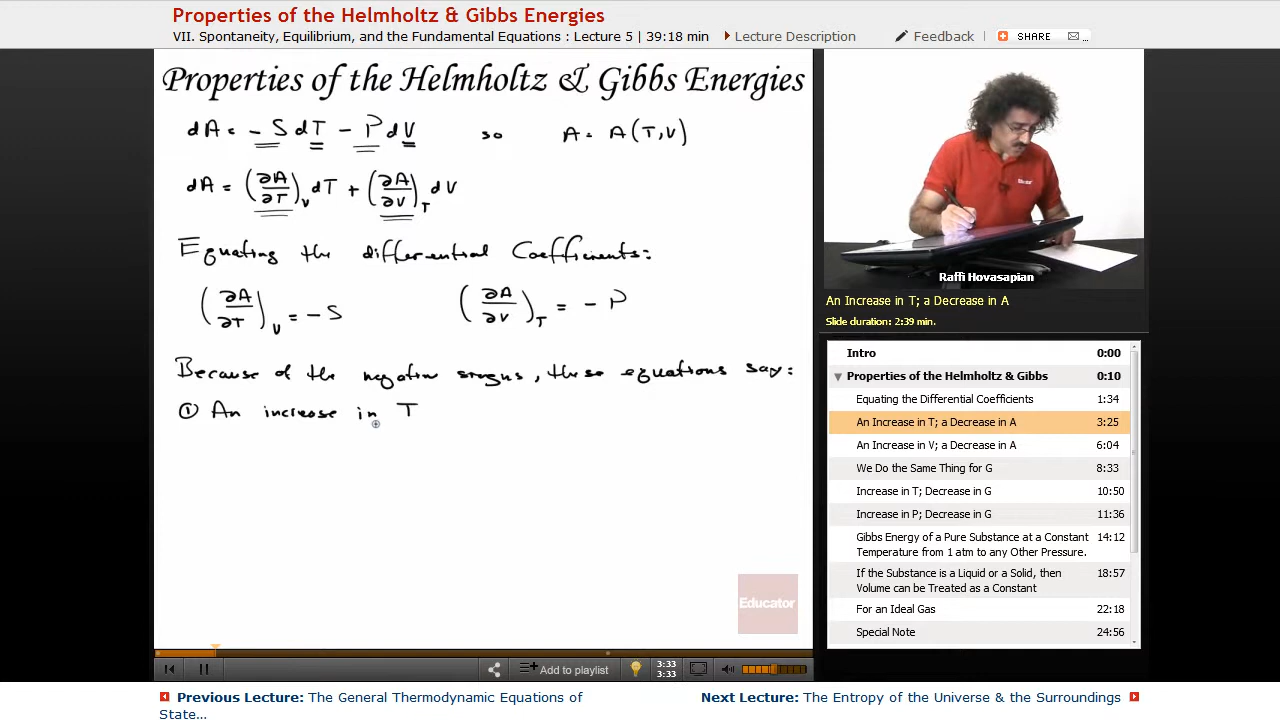 Properties of the Helmholtz & Gibbs Energies
VII. Spontaneity, Equilibrium, and the Fundamental Equations : Lecture 5 | 39:18 min
Lecture Description
Feedback
SHARE
...
Properties of the Helmholtz & Gibbs Energies
dA = - S dT - P dV so A = A(T,V)
dA = (∂A/∂T)_V dT + (∂A/∂V)_T dV
Equating the differential Coefficients:
(∂A/∂T)_V = - S (∂A/∂V)_T = - P
Because of the negative signs, these equations say:
① An increase in T
Educator
Raffi Hovasapian
An Increase in T; a Decrease in A
Slide duration: 2:39 min.
Intro 0:00
Properties of the Helmholtz & Gibbs 0:10
Equating the Differential Coefficients 1:34
An Increase in T; a Decrease in A 3:25
An Increase in V; a Decrease in A 6:04
We Do the Same Thing for G 8:33
Increase in T; Decrease in G 10:50
Increase in P; Decrease in G 11:36
Gibbs Energy of a Pure Substance at a Constant 14:12
Temperature from 1 atm to any Other Pressure.
If the Substance is a Liquid or a Solid, then 18:57
Volume can be Treated as a Constant
For an Ideal Gas 22:18
Special Note 24:56
Add to playlist
3:33
3:33
Previous Lecture: The General Thermodynamic Equations of
State...
Next Lecture: The Entropy of the Universe & the Surroundings